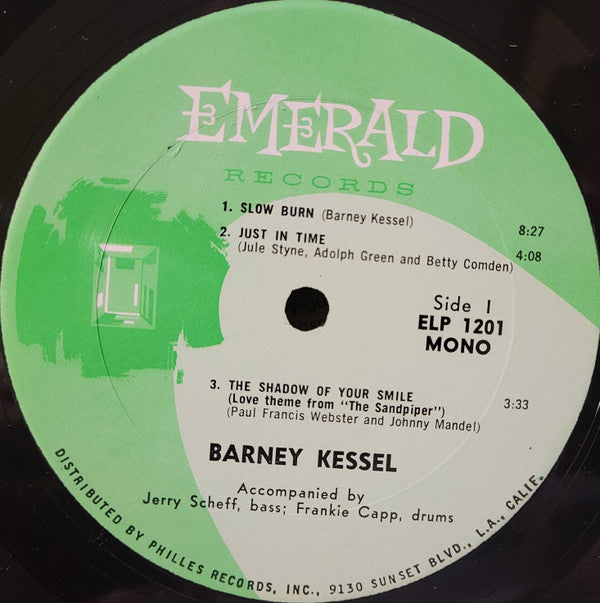 EMERALD
RECORDS
1. SLOW BURN (Barney Kessel) 8:27
2. JUST IN TIME
(Jule Styne, Adolph Green and Betty Comden) 4:08
Side 1
ELP 1201
MONO
3. THE SHADOW OF YOUR SMILE
(Love theme from "The Sandpiper") 3:33
(Paul Francis Webster and Johnny Mandel)
BARNEY KESSEL
Accompanied by
Jerry Scheff, bass; Frankie Capp, drums
DISTRIBUTED BY PHILLES RECORDS, INC., 9130 SUNSET BLVD., L.A., CALIF.